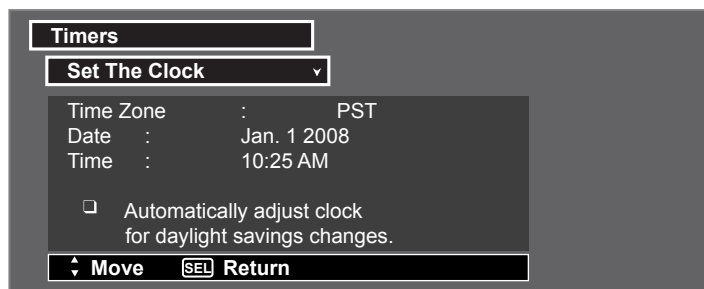 Timers
Set The Clock
Time Zone : PST
Date : Jan. 1 2008
Time : 10:25 AM
Automatically adjust clock
for daylight savings changes.
Move SEL Return